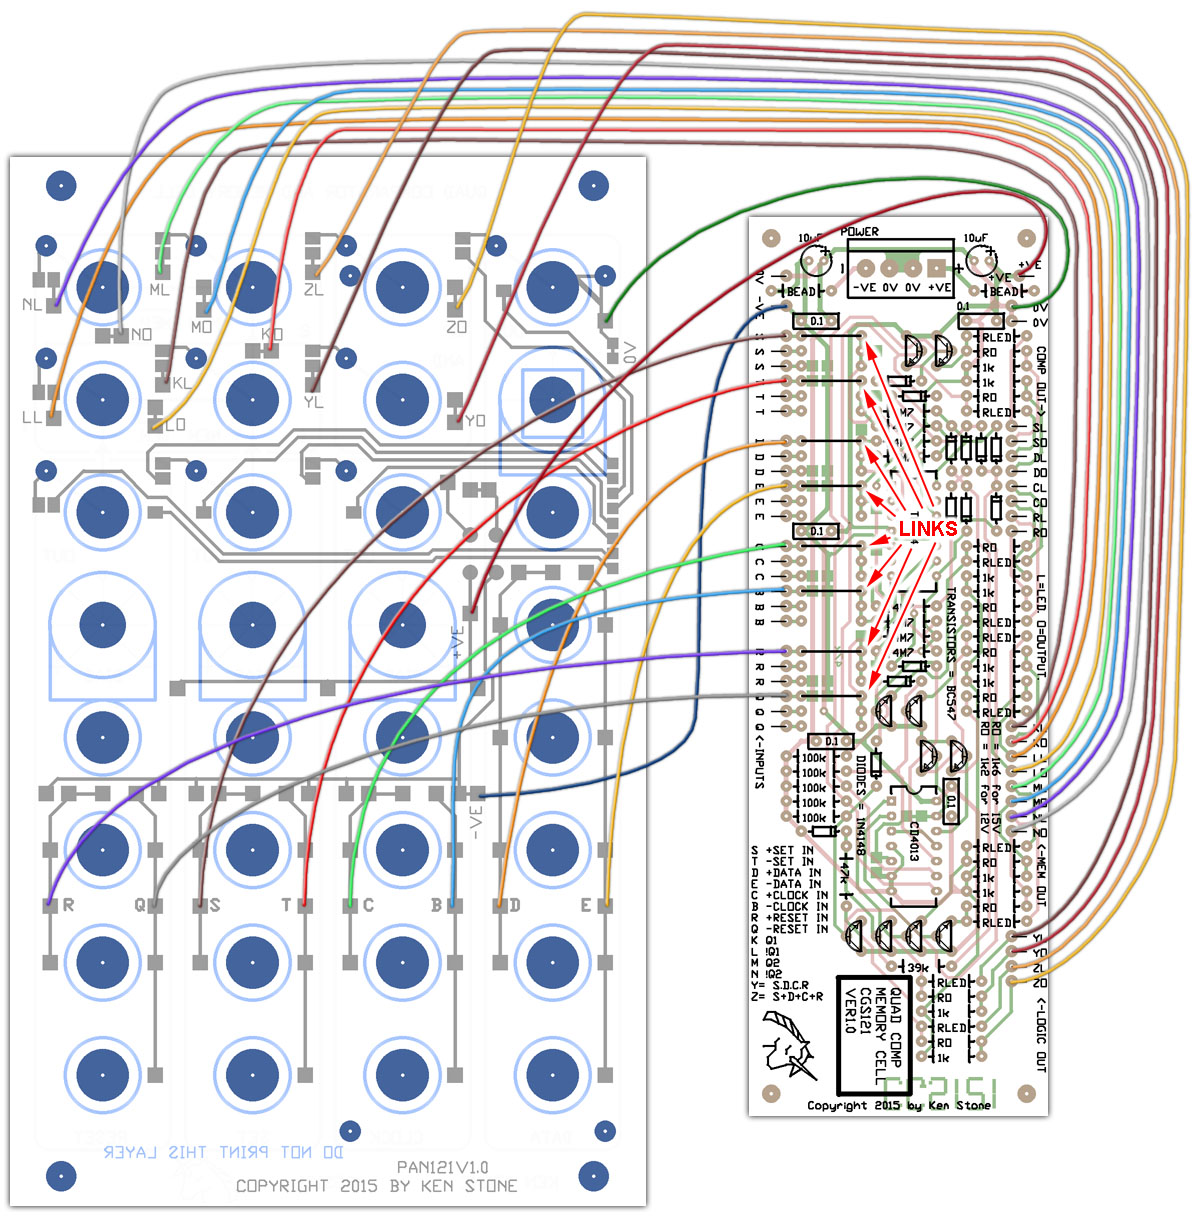 NL
NO
ML
MO
KO
ZL
ZO
0V
LL
LO
KL
YL
YO
+VE
-VE
R
Q
S
T
C
B
D
E
DO NOT PRINT THIS LAYER
PAN121V1.0
COPYRIGHT 2015 BY KEN STONE
POWER
10uF
10uF
-VE 0V 0V +VE
+VE
+VE
0V
-VE
BEAD
BEAD
0V
0V
0.1
0.1
S
S
T
T
T
I
D
D
E
E
E
C
C
C
B
B
B
R
R
R
Q
Q
Q
<-INPUTS
LINKS
0.1
4M7
4M7
RLED
RO
1k
1k
RO
RLED
COMP OUT->
SL
SO
DL
DO
CL
CO
RL
RO
RO
RLED
1k
RO
RLED
RLED
RO
1k
1k
RO
RLED
L=LED. O=OUTPUT.
TRANSISTORS = BC547
RO = 1k6 for 15V
RO = 1k2 for 12V
0.1
100k
100k
100k
100k
100k
DIODES = 1N4148
CD4013
0.1
47k
NO
<-MEM OUT
RLED
RO
1k
1k
RO
RLED
S +SET IN
T -SET IN
D +DATA IN
E -DATA IN
C +CLOCK IN
B -CLOCK IN
R +RESET IN
Q -RESET IN
K Q1
L !Q1
M Q2
N !Q2
Y= S.D.C.R
Z= S+D+C+R
39k
YL
YO
ZL
ZO
<-LOGIC OUT
RLED
RO
1k
RLED
RO
1k
QUAD COMP
MEMORY CELL
CGS121
VER1.0
Copyright 2015 by Ken Stone